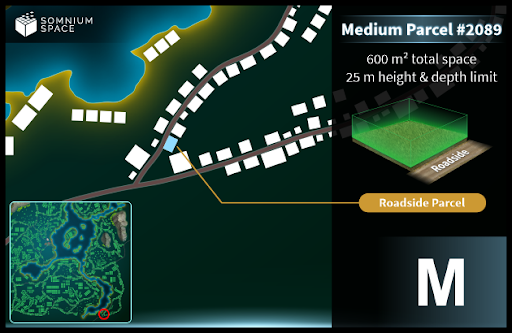 SOMNIUM
SPACE
Medium Parcel #2089
600 m² total space
25 m height & depth limit
Roadside
Roadside Parcel
M